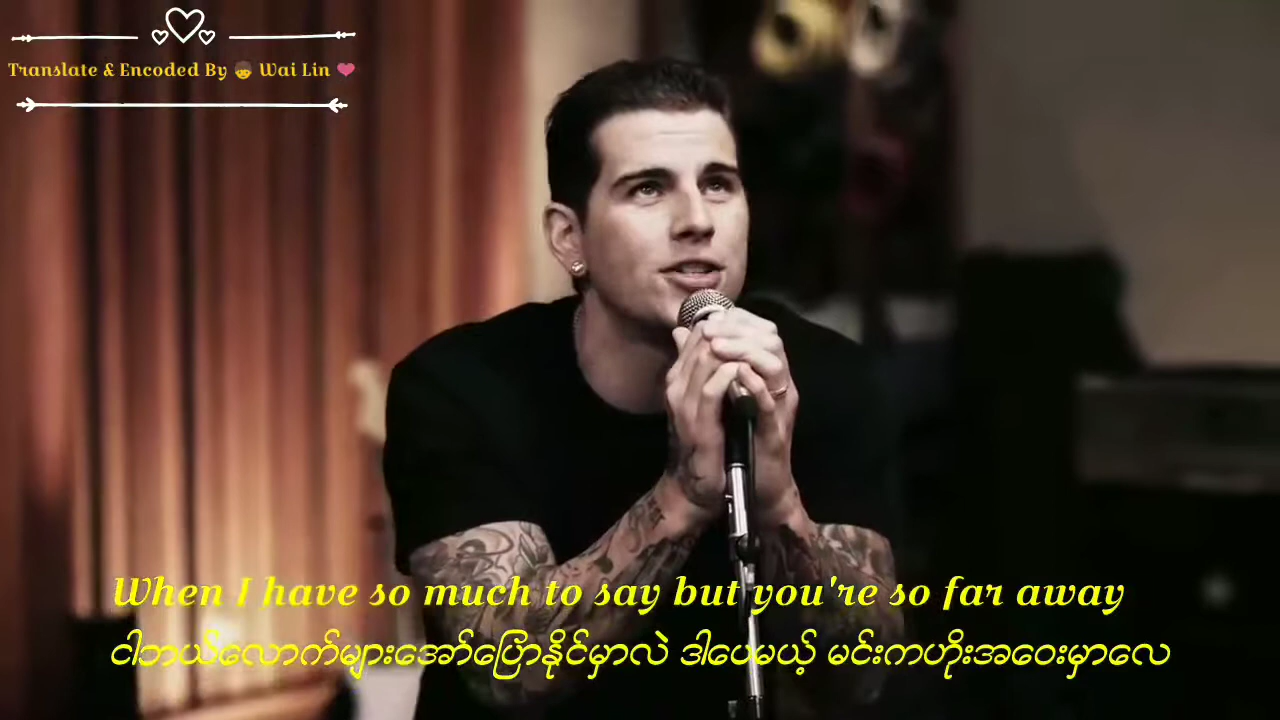 Translate & Encoded By 👦 Wai Lin ❤
When I have so much to say but you're so far away
ငါဘယ်လောက်များအော်ပြောနိုင်မှာလဲ ဒါပေမယ့် မင်းကဟိုးအဝေးမှာလေ